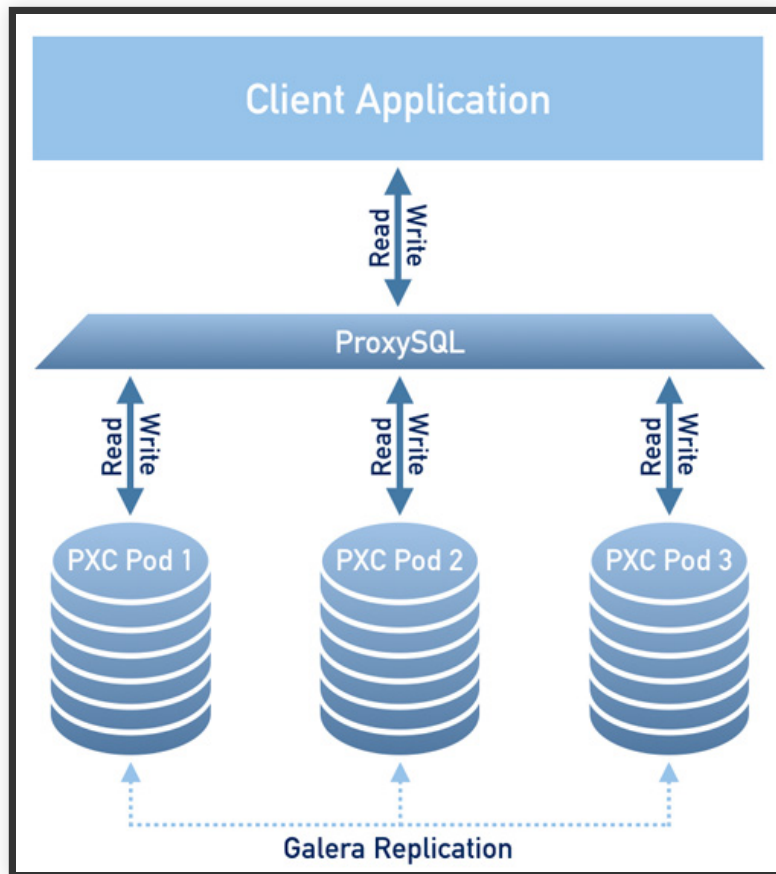 Client Application
Read
Write
ProxySQL
Read
Write
Read
Write
Read
Write
PXC Pod 1
PXC Pod 2
PXC Pod 3
Galera Replication